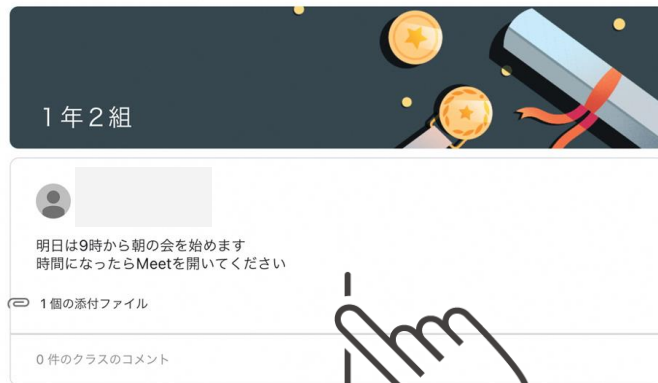 1年2組
明日は9時から朝の会を始めます
時間になったらMeetを開いてください
1個の添付ファイル
0 件のクラスのコメント